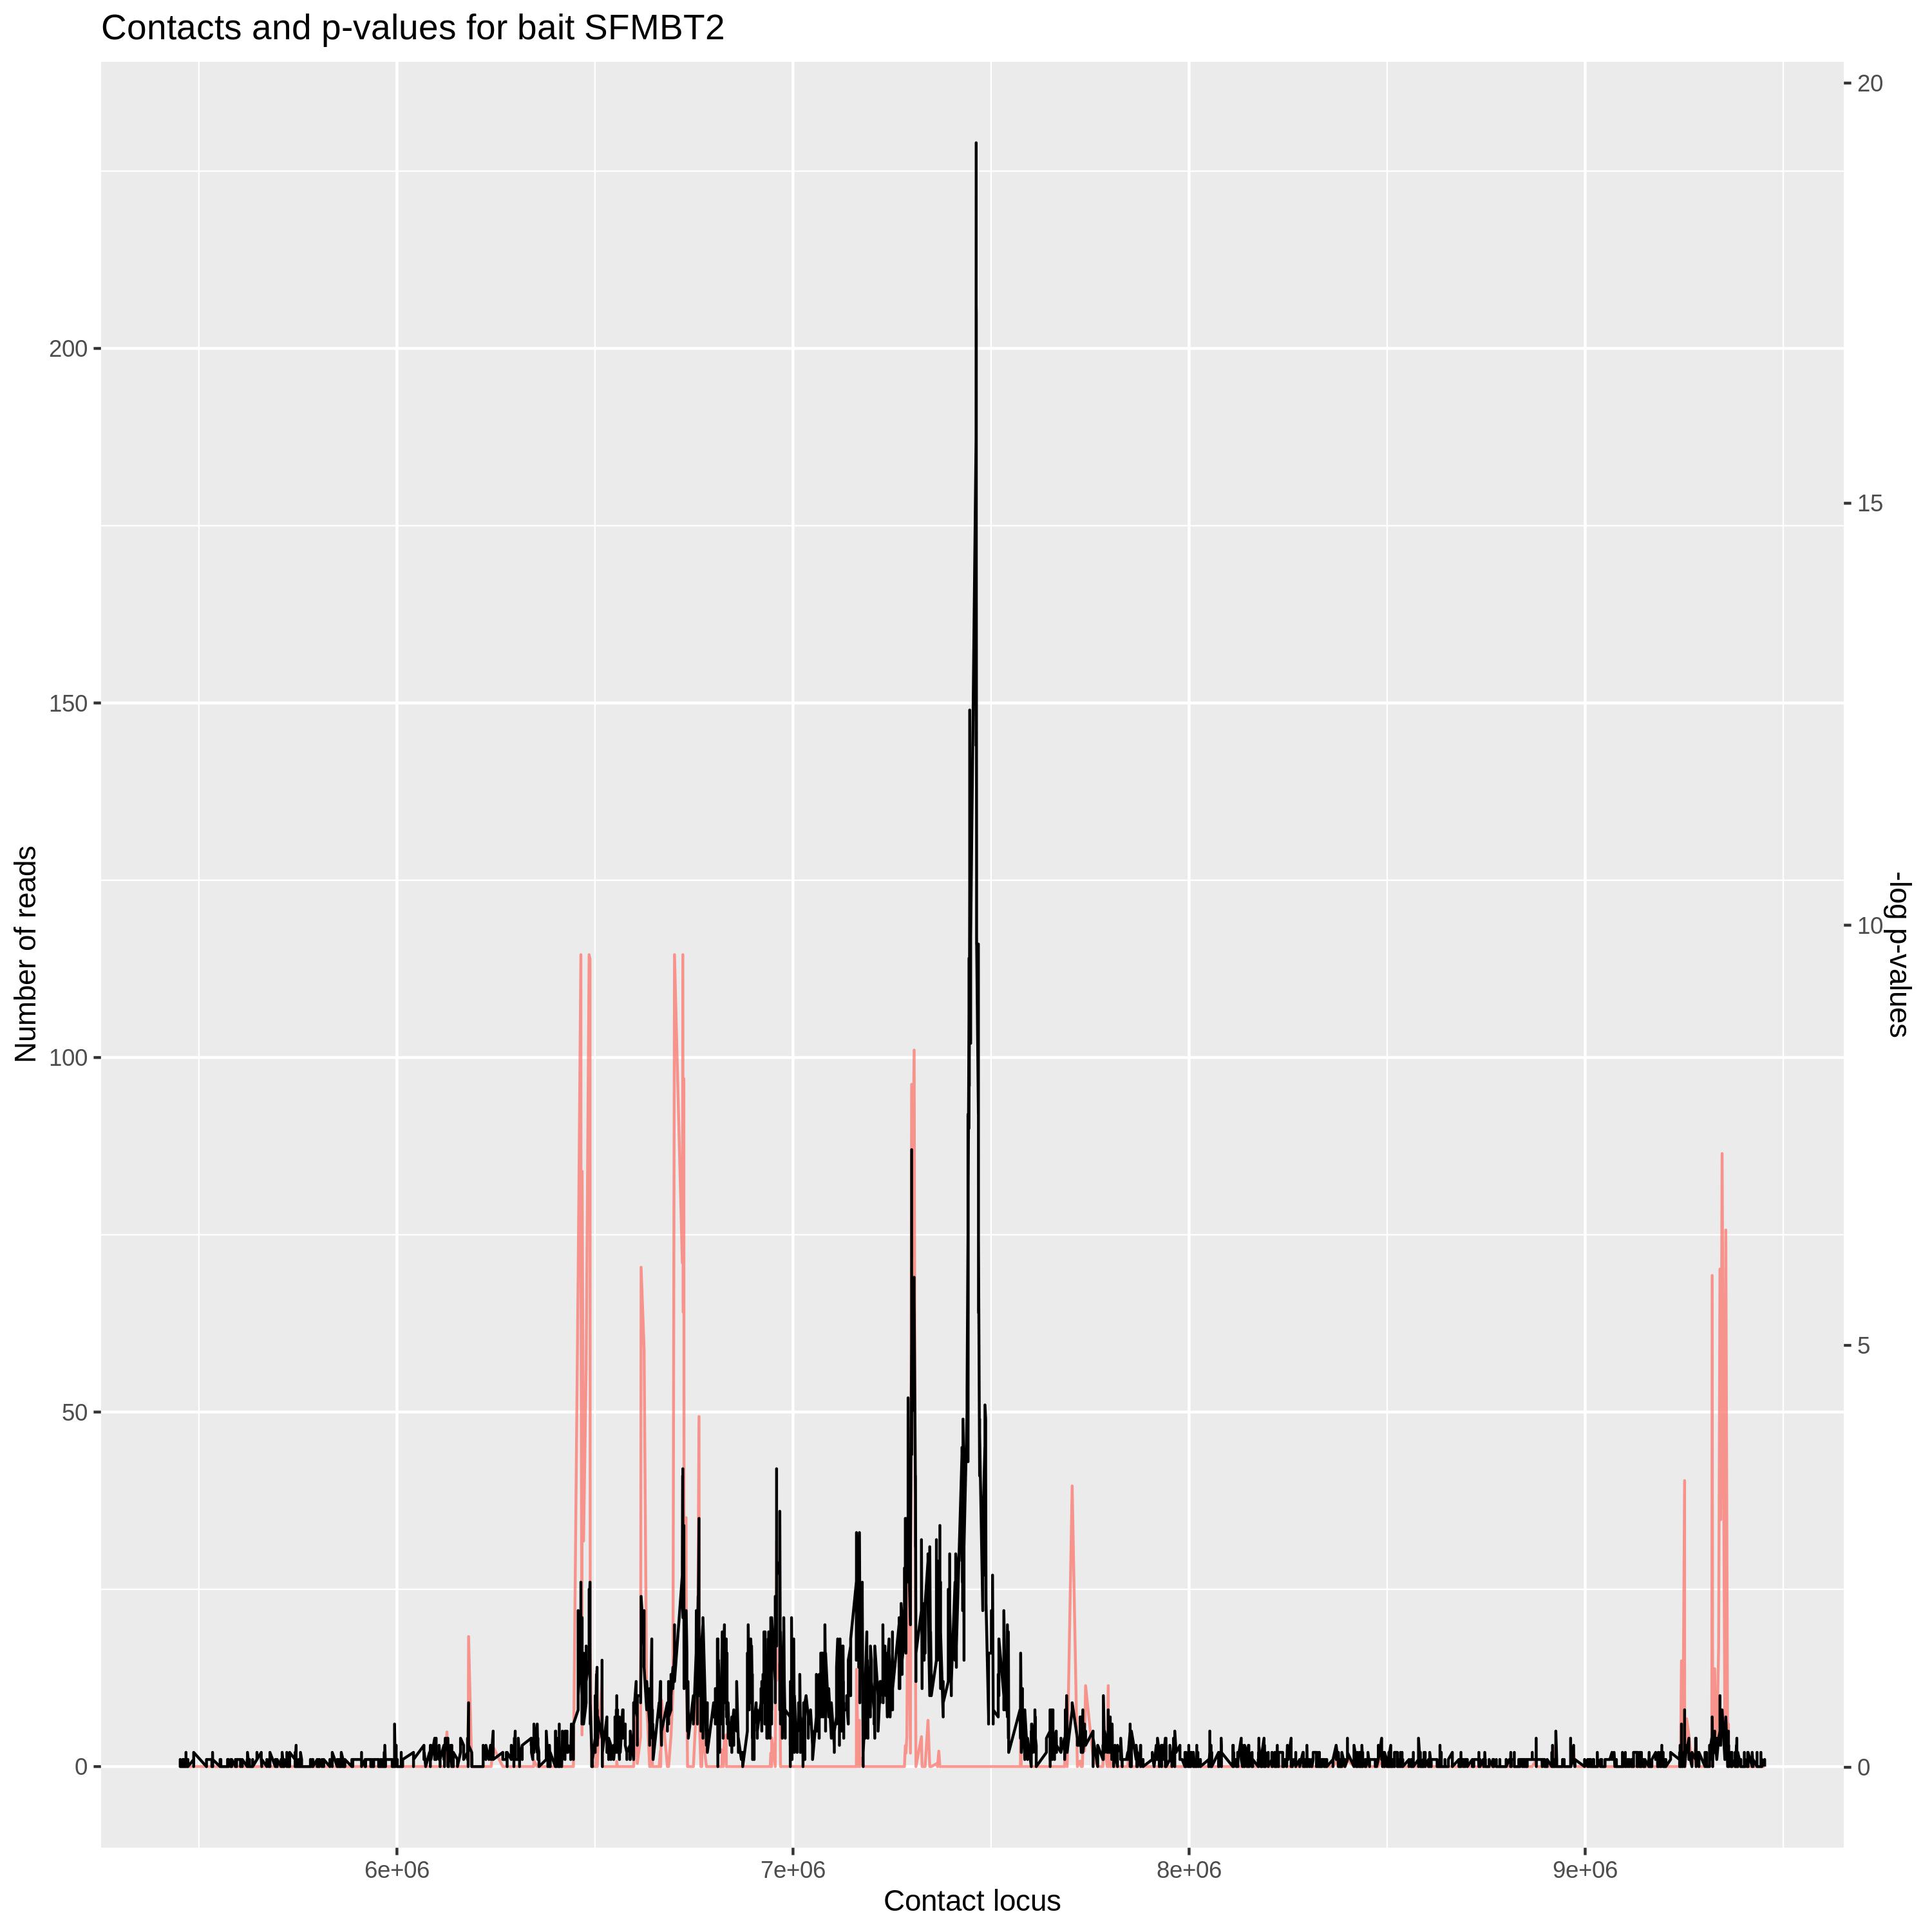 Contacts and p-values for bait SFMBT2
Number of reads
200
150
100
50
0
20
15
10
5
0
-log p-values
6e+06
7e+06
8e+06
9e+06
Contact locus